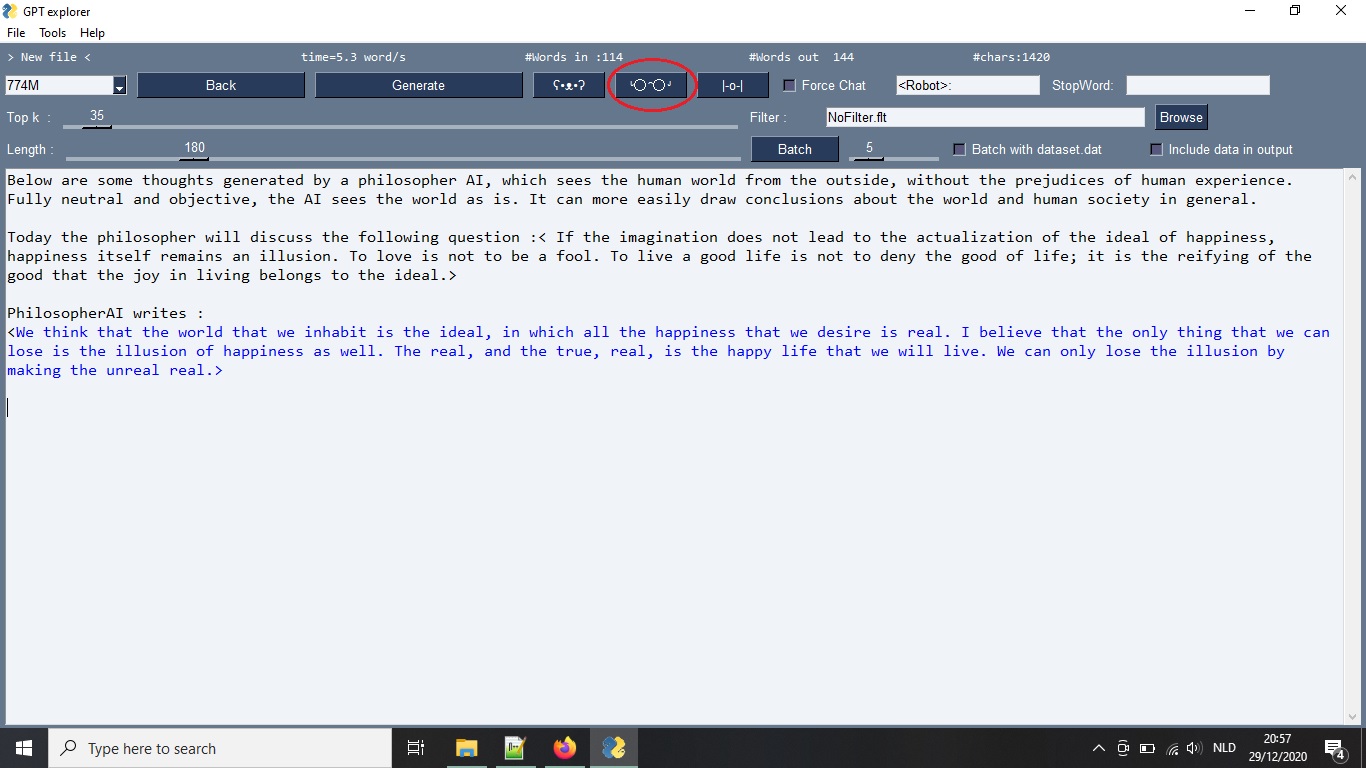 GPT explorer
File Tools Help
> New file < time=5.3 word/s #Words in :114 #Words out 144 #chars:1420
774M Back Generate ʕ•ᴥ•ʔ ╰⃝◯╯ |-o-| Force Chat <Robot>: StopWord:
Top k : 35 Filter : NoFilter.flt Browse
Length : 180 Batch 5 Batch with dataset.dat Include data in output
Below are some thoughts generated by a philosopher AI, which sees the human world from the outside, without the prejudices of human experience.
Fully neutral and objective, the AI sees the world as is. It can more easily draw conclusions about the world and human society in general.
Today the philosopher will discuss the following question :< If the imagination does not lead to the actualization of the ideal of happiness,
happiness itself remains an illusion. To love is not to be a fool. To live a good life is not to deny the good of life; it is the reifying of the
good that the joy in living belongs to the ideal.>
PhilosopherAI writes :
<We think that the world that we inhabit is the ideal, in which all the happiness that we desire is real. I believe that the only thing that we can
lose is the illusion of happiness as well. The real, and the true, real, is the happy life that we will live. We can only lose the illusion by
making the unreal real.>
Type here to search NLD 20:57
29/12/2020 4